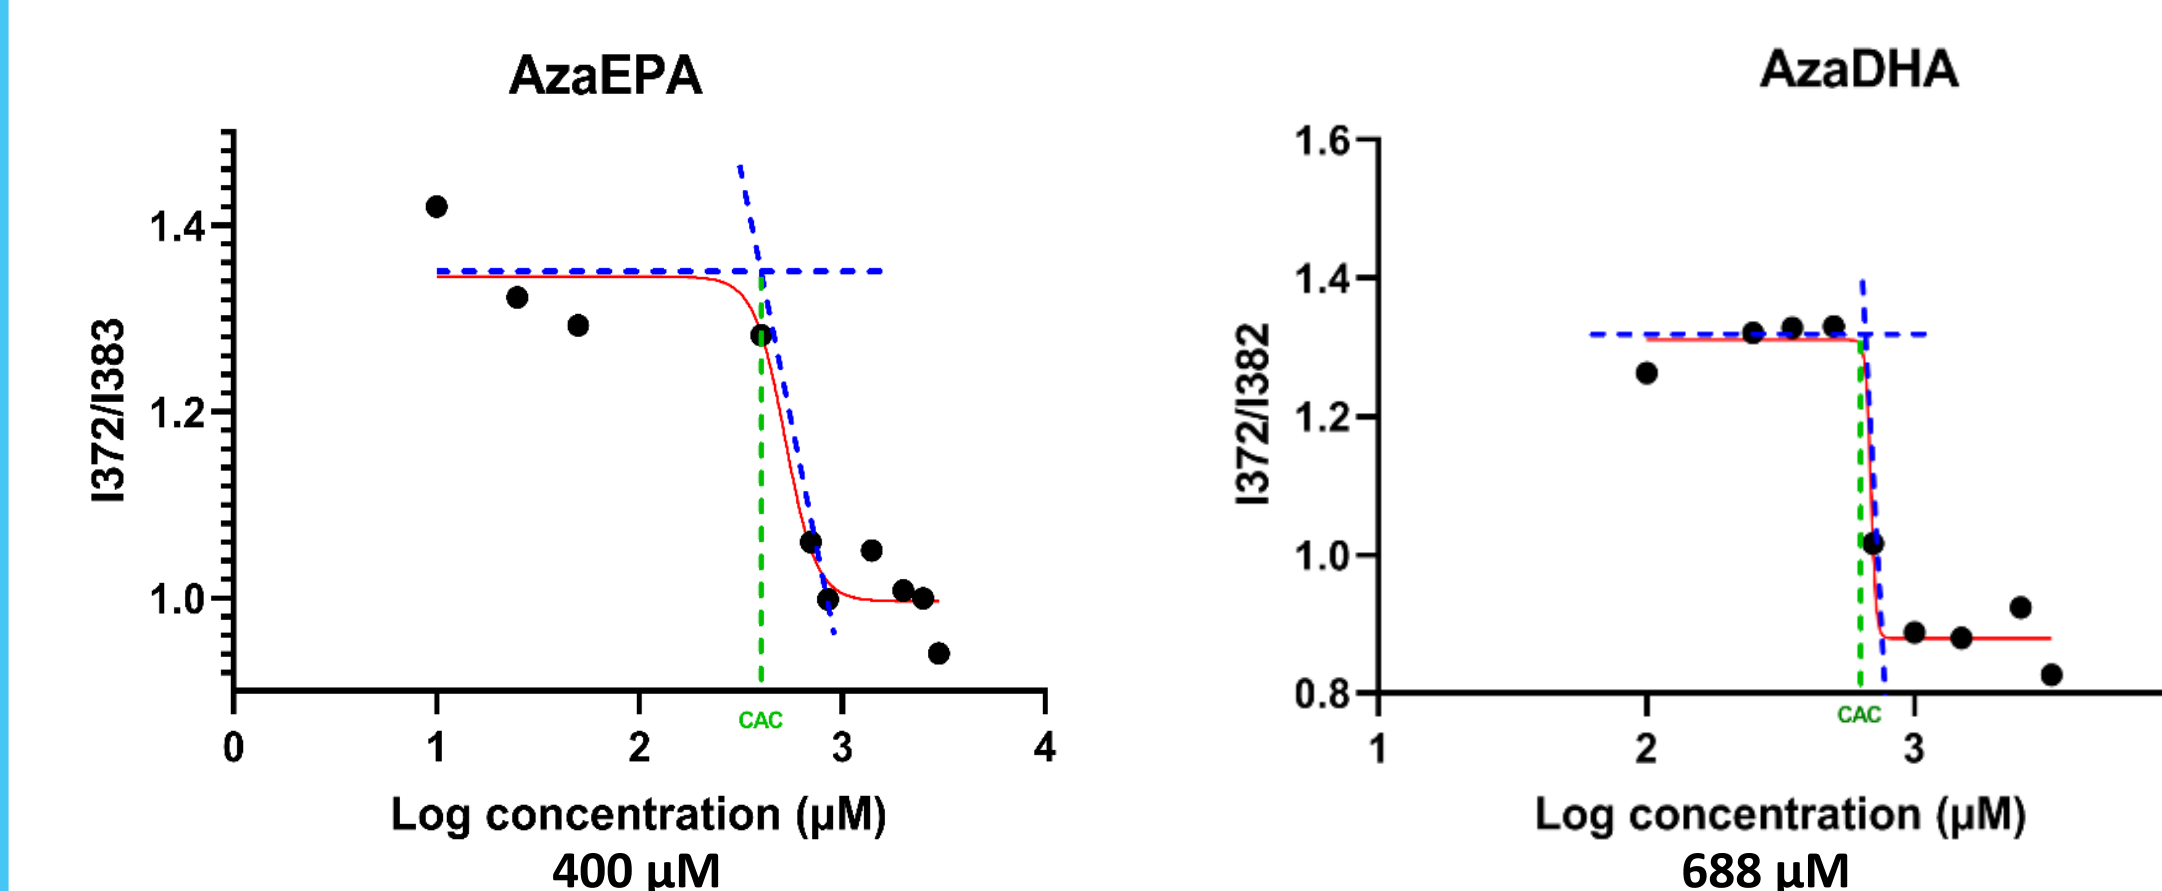 AzaEPA
I372/I383
1.4
1.2
1.0
0 1 2 3 4
CAC
Log concentration (µM)
400 µM
AzaDHA
I372/I382
1.6
1.4
1.2
1.0
0.8
1 2 3
CAC
Log concentration (µM)
688 µM